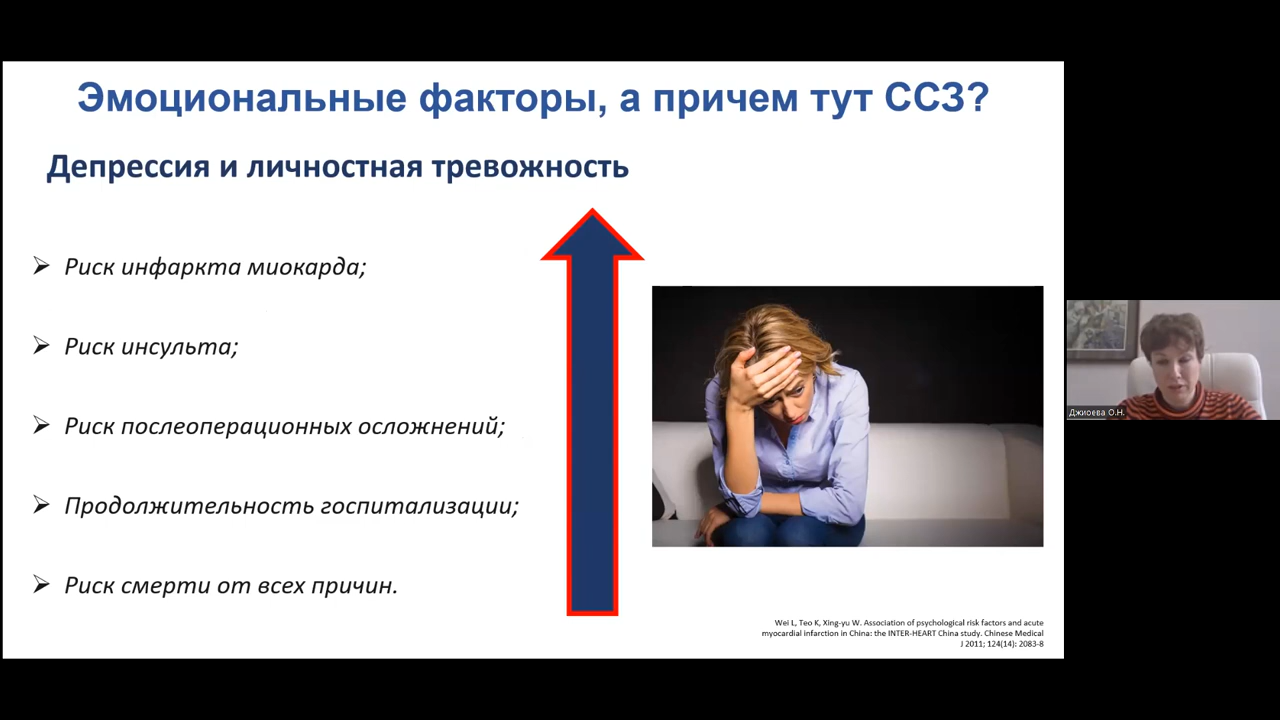 Эмоциональные факторы, а причем тут ССЗ?
Депрессия и личностная тревожность
Риск инфаркта миокарда;
Риск инсульта;
Риск послеоперационных осложнений;
Продолжительность госпитализации;
Риск смерти от всех причин.
Wei L, Teo K, Xing-yu W. Association of psychological risk factors and acute
myocardial infarction in China: the INTER-HEART China study. Chinese Medical
J 2011; 124(14): 2083-8
Джиоева О.Н.